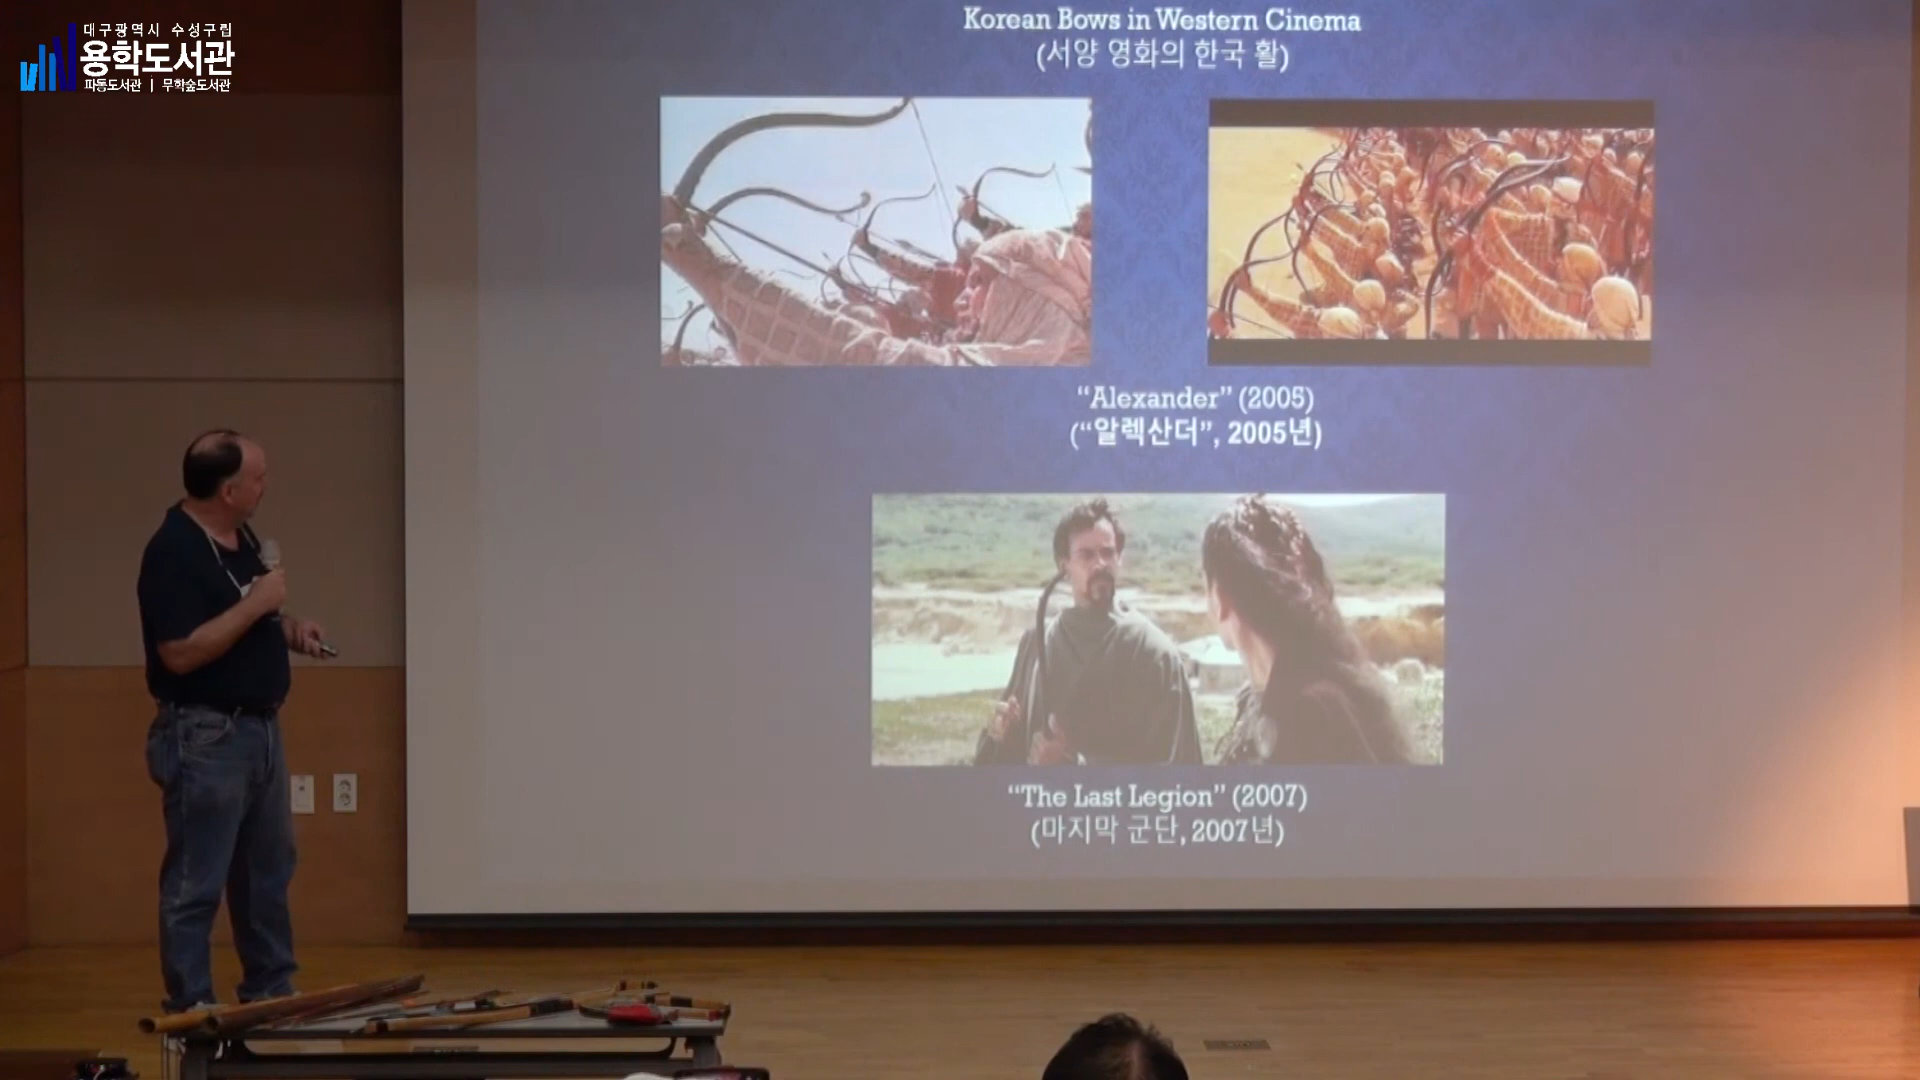 대구광역시 수성구립
용학도서관
파동도서관 | 무학숲도서관
Korean Bows in Western Cinema
(서양 영화의 한국 활)
“Alexander” (2005)
(“알렉산더”, 2005년)
“The Last Legion” (2007)
(마지막 군단, 2007년)